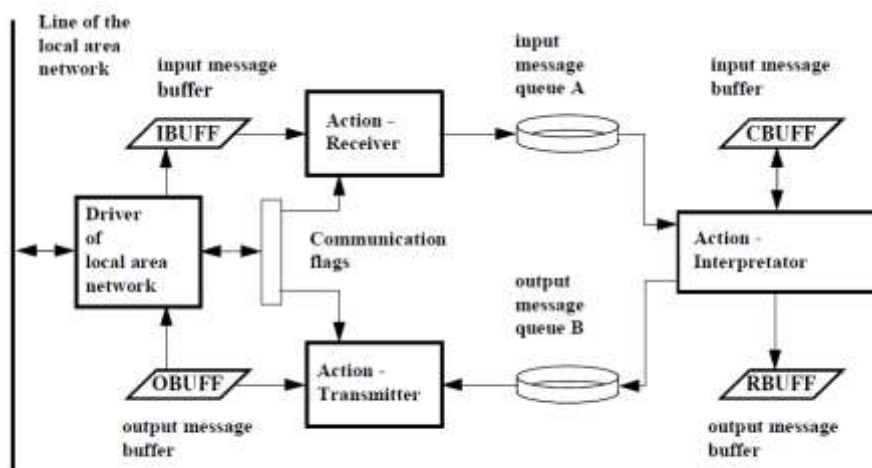 Line of the
local area
network
input message
buffer
IBUFF
Action -
Receiver
input
message
queue A
input message
buffer
CBUFF
Driver
of
local area
network
Communication
flags
Action -
Interpretator
output
message
queue B
OBUFF
output message
buffer
Action -
Transmitter
RBUFF
output message
buffer